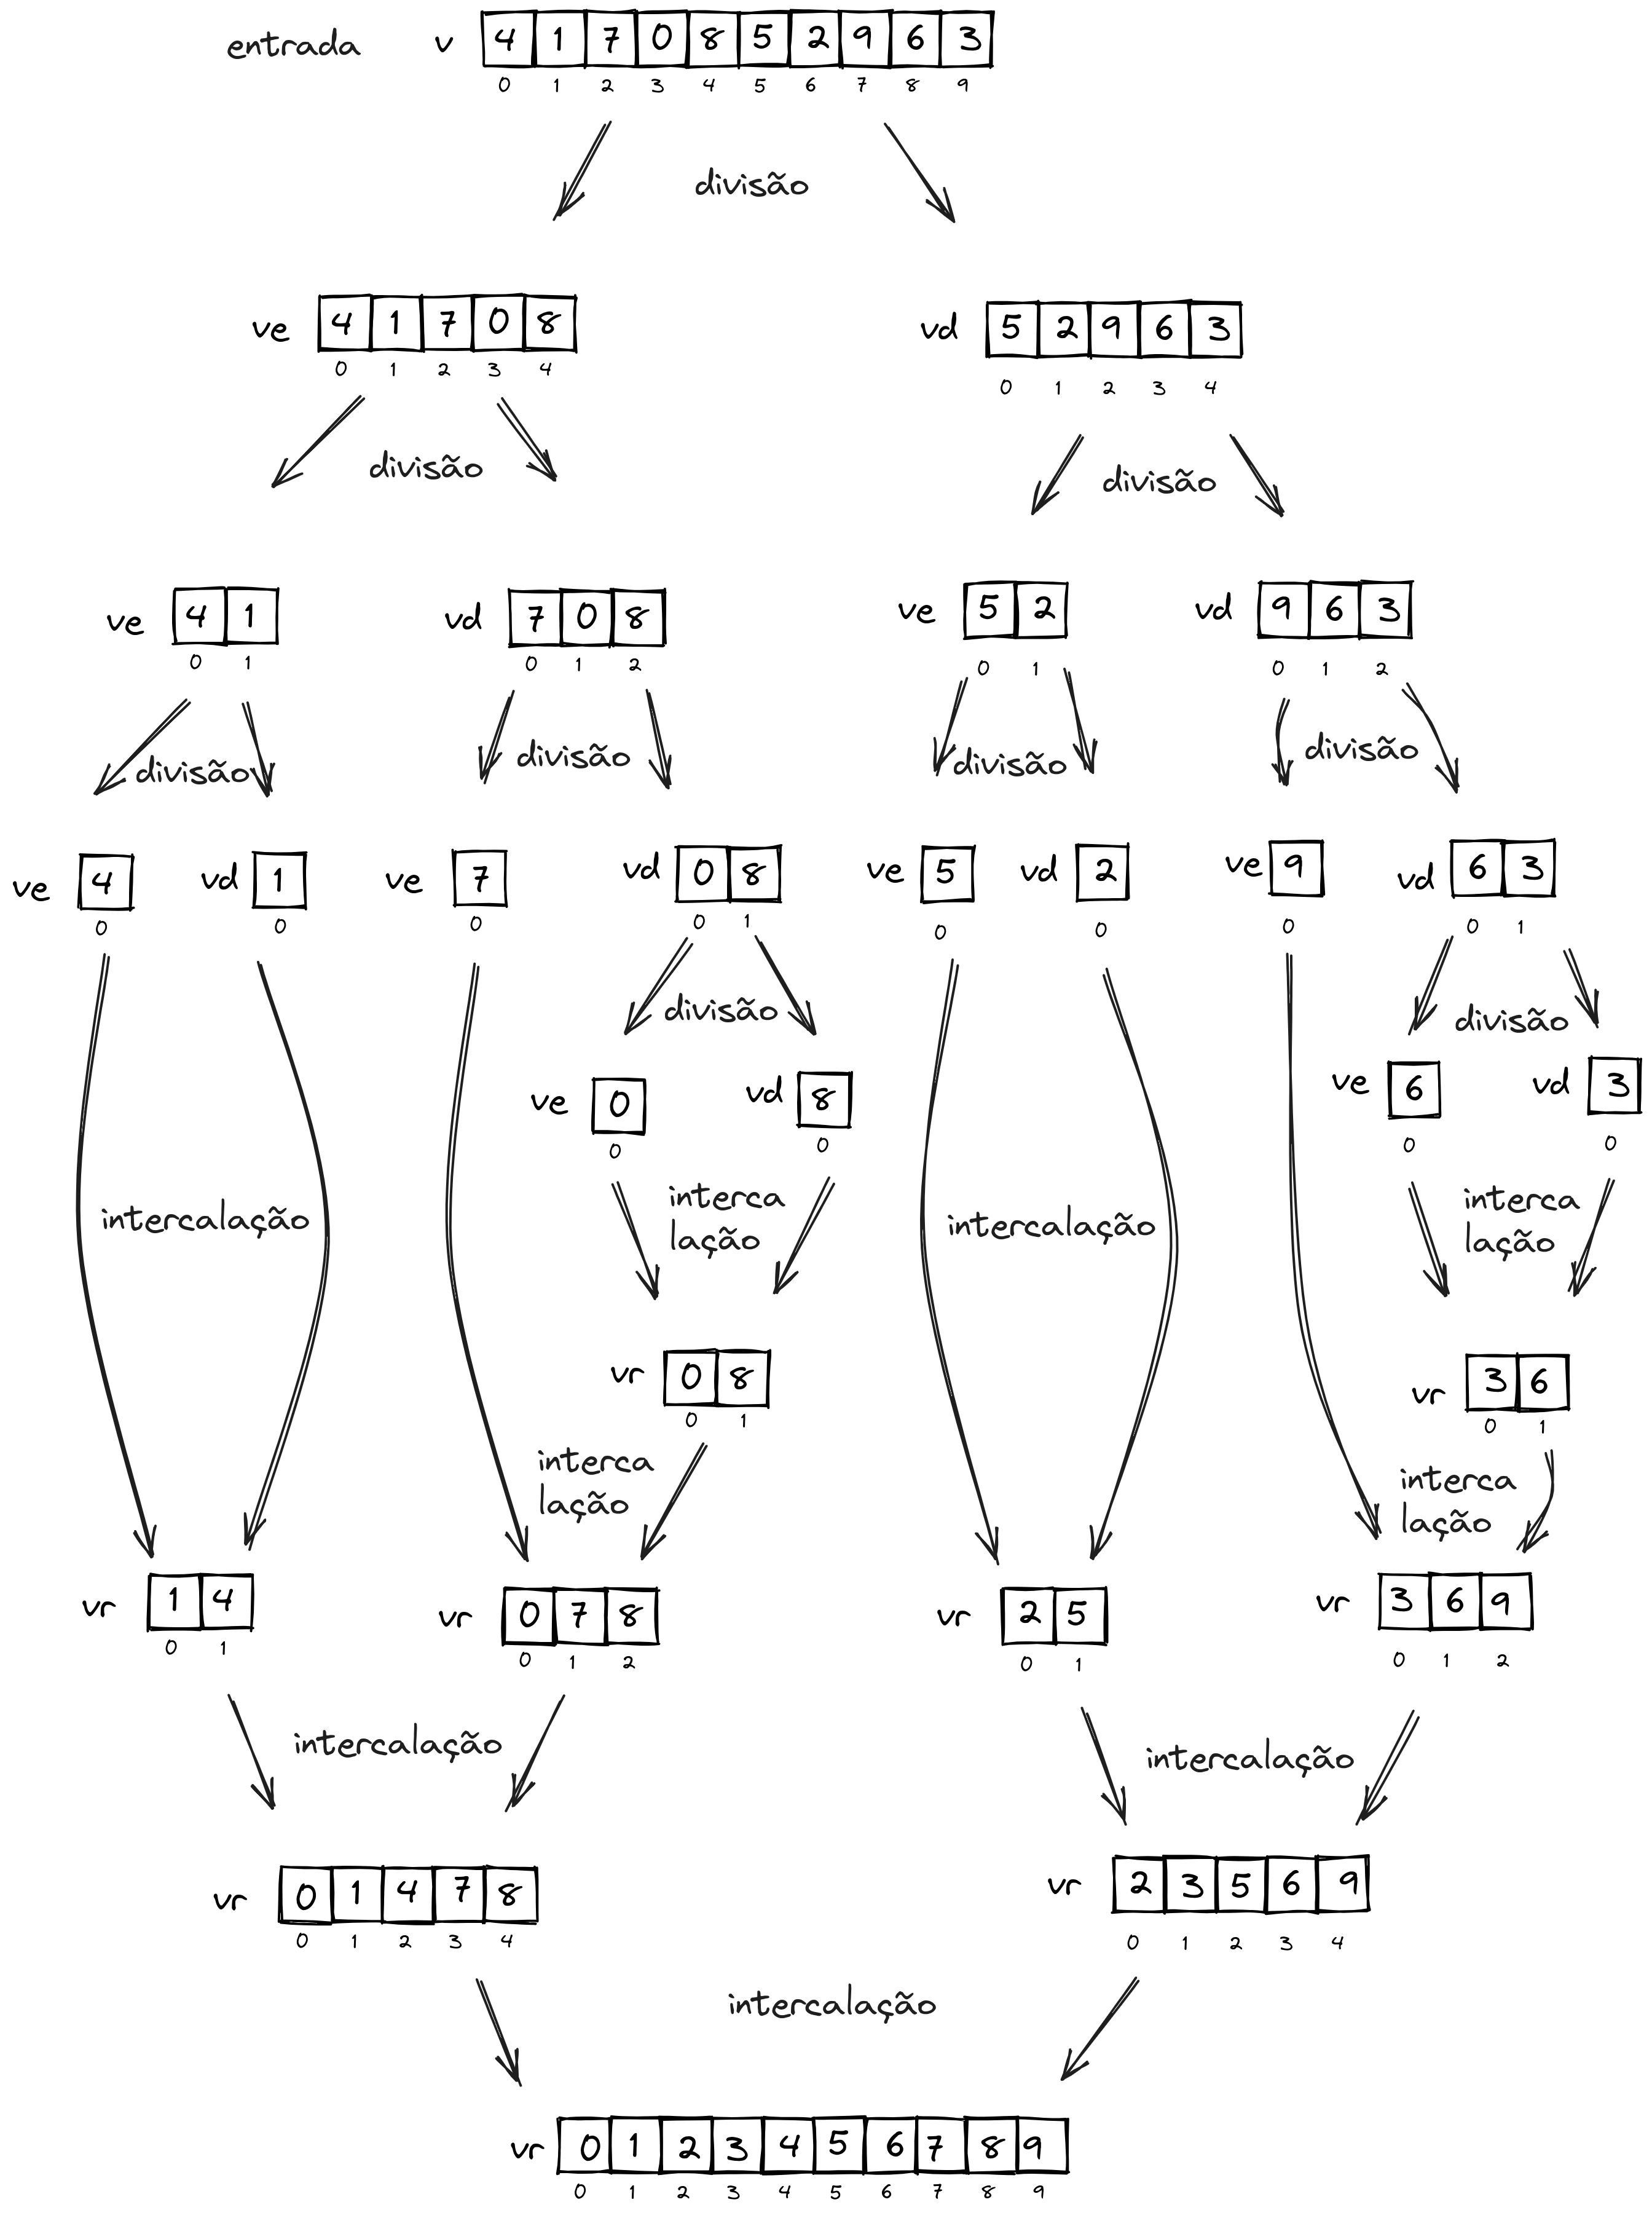 entrada v 4 1 7 0 8 5 2 9 6 3
0 1 2 3 4 5 6 7 8 9
divisão
ve 4 1 7 0 8 vd 5 2 9 6 3
0 1 2 3 4 0 1 2 3 4
divisão divisão
ve 4 1 vd 7 0 8 ve 5 2 vd 9 6 3
0 1 0 1 2 0 1 0 1 2
divisão divisão divisão divisão
ve 4 vd 1 ve 7 vd 0 8 ve 5 vd 2 ve 9 vd 6 3
0 0 0 0 1 0 0 0 0 1
divisão divisão
ve 0 vd 8 ve 6 vd 3
0 0 0 0
intercalação interca intercalação interca
lação lação
vr 0 8 vr 3 6
0 1 0 1
interca interca
lação lação
vr 1 4 vr 0 7 8 vr 2 5 vr 3 6 9
0 1 0 1 2 0 1 0 1 2
intercalação intercalação
vr 0 1 4 7 8 vr 2 3 5 6 9
0 1 2 3 4 0 1 2 3 4
intercalação
vr 0 1 2 3 4 5 6 7 8 9
0 1 2 3 4 5 6 7 8 9